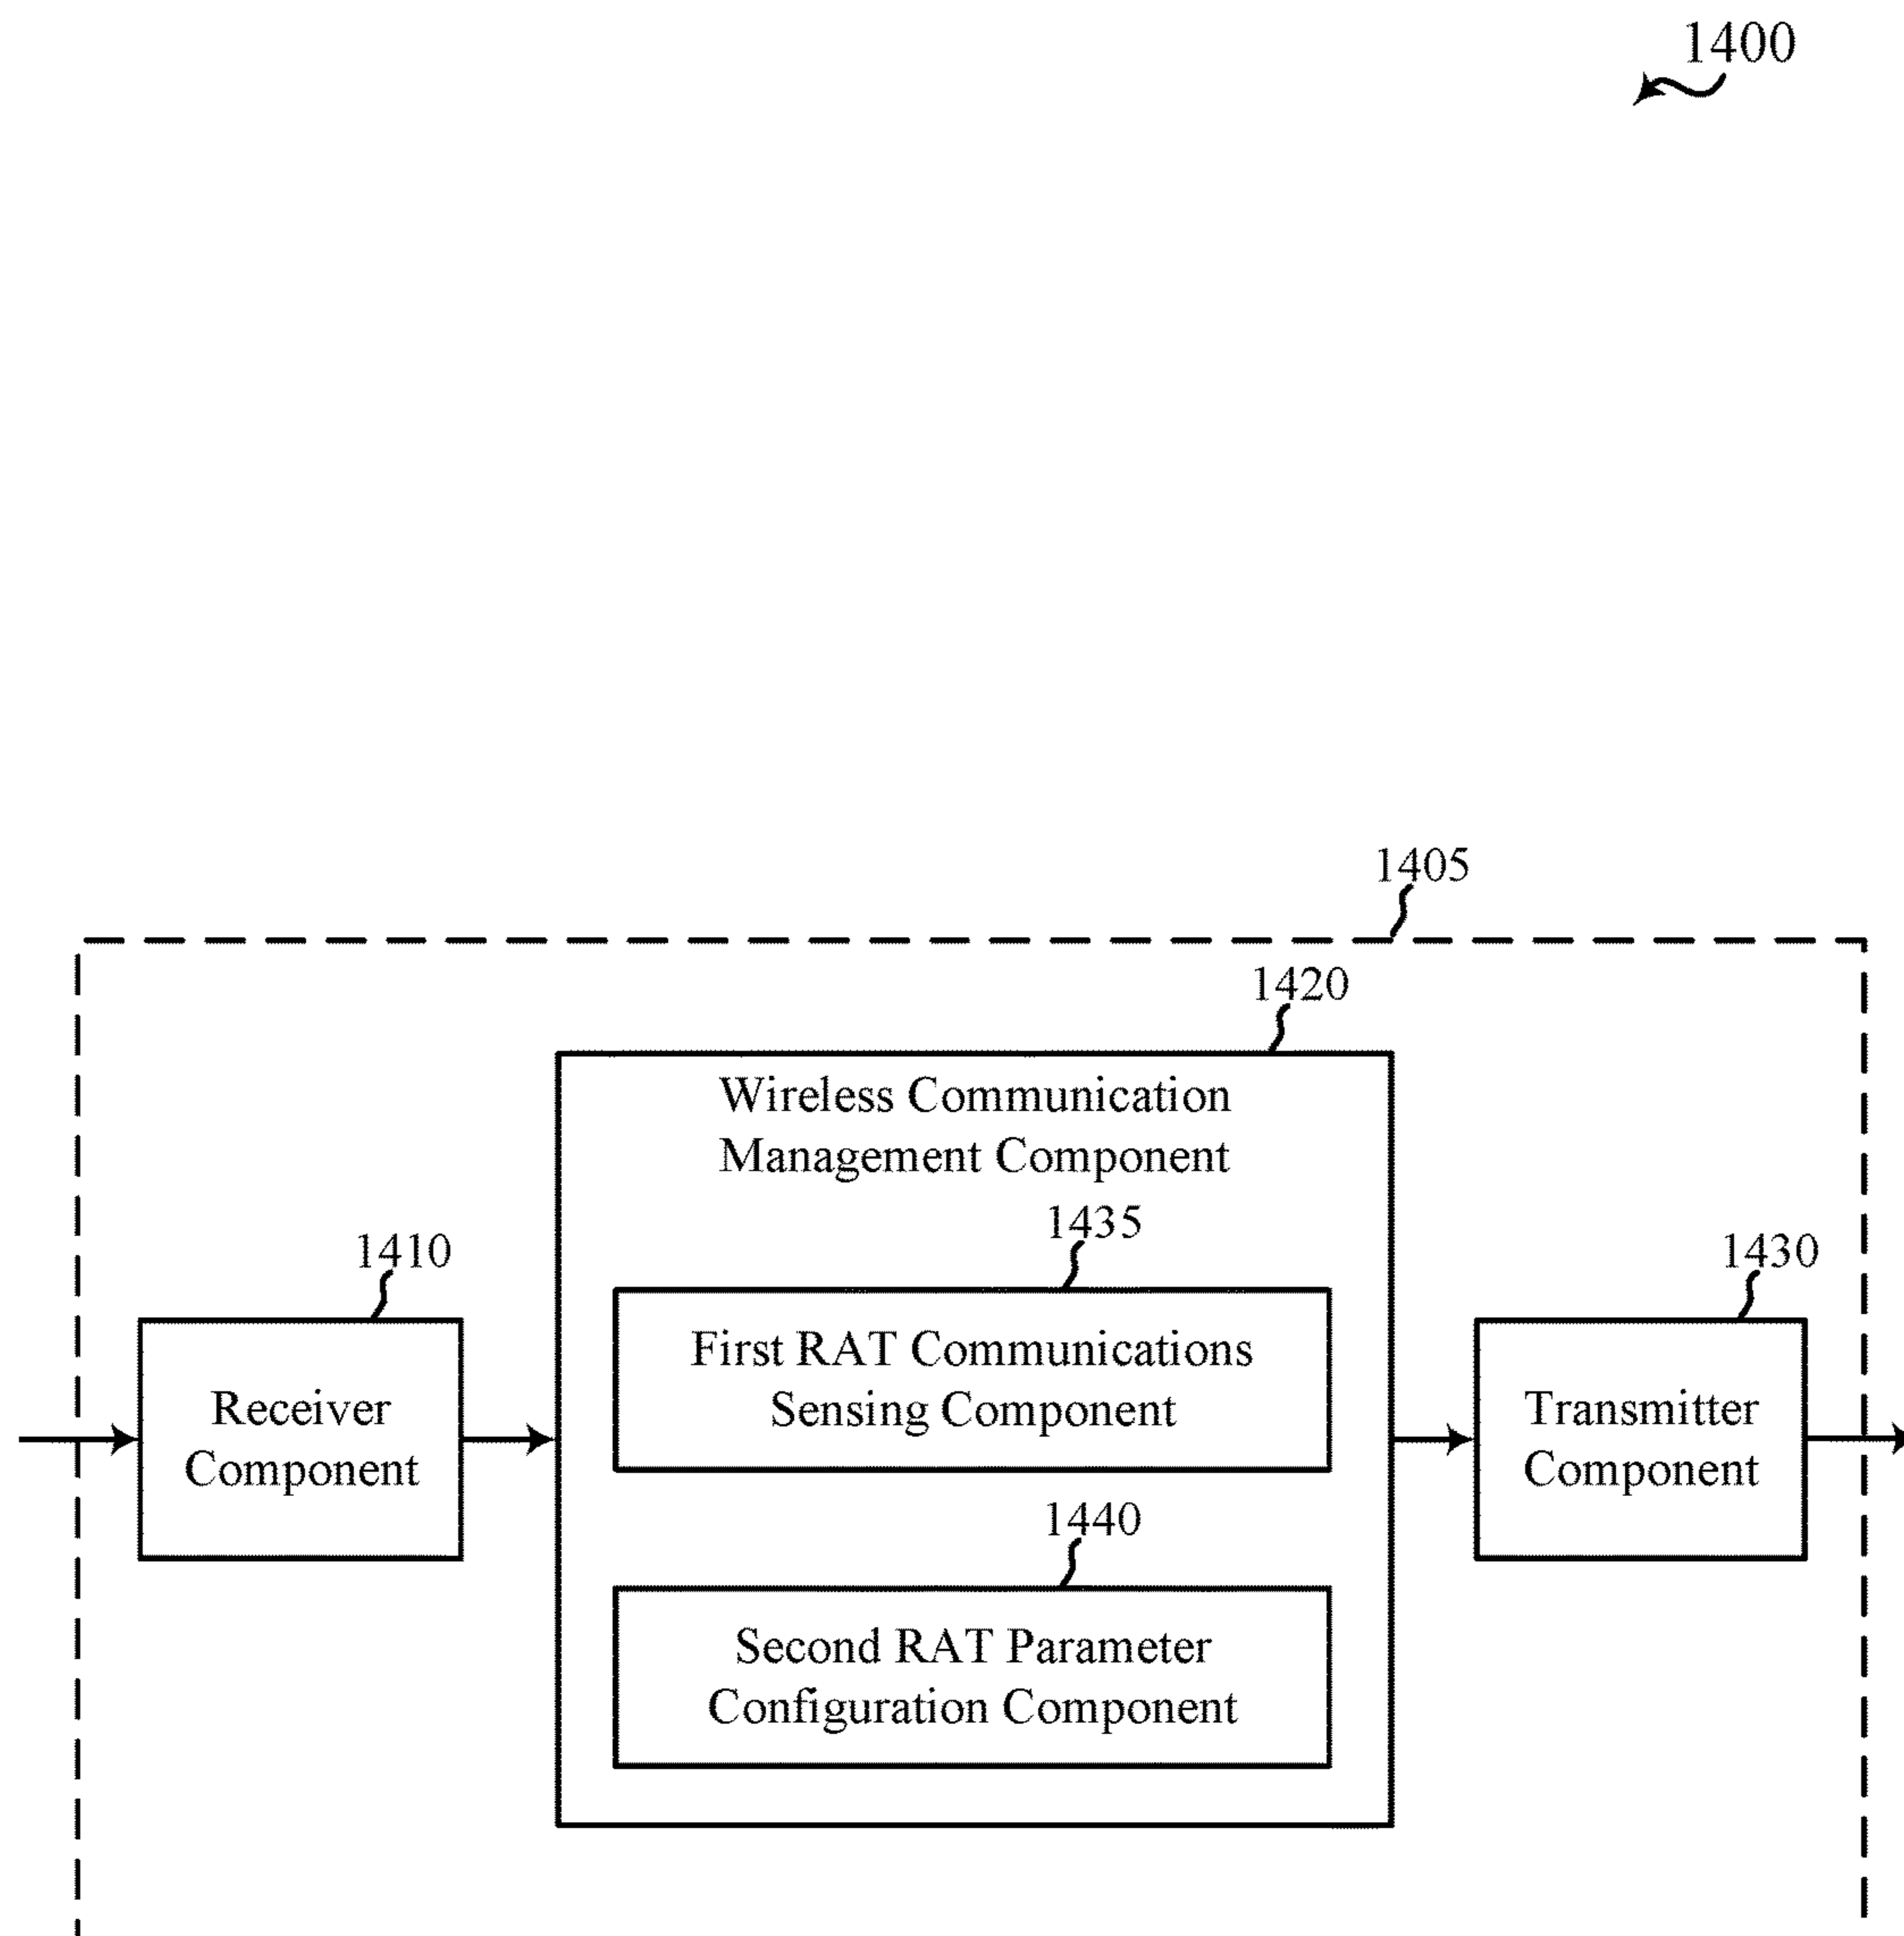 1400
1405
1420
Wireless Communication
Management Component
1435
1410
1430
First RAT Communications
Sensing Component
Receiver
Component
Transmitter
Component
1440
Second RAT Parameter
Configuration Component